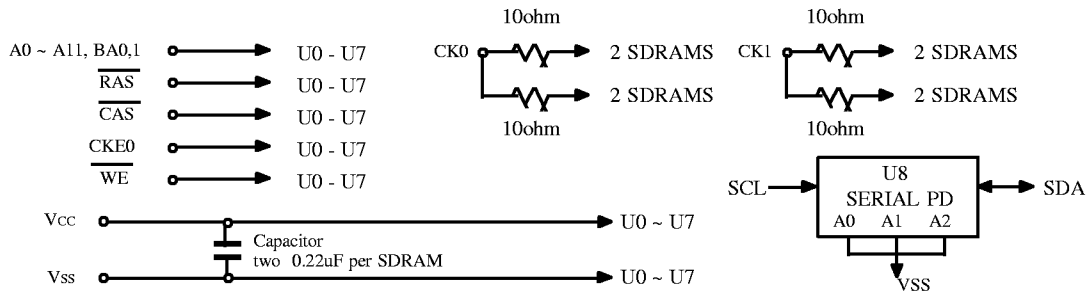 A0 ~ A11, BA0,1 U0 - U7
RAS U0 - U7
CAS U0 - U7
CKE0 U0 - U7
WE U0 - U7
10ohm
CK0 2 SDRAMS
2 SDRAMS
10ohm
10ohm
CK1 2 SDRAMS
2 SDRAMS
10ohm
VCC U0 ~ U7
Capacitor
two 0.22uF per SDRAM
VSS U0 ~ U7
U8
SCL SERIAL PD SDA
A0 A1 A2
VSS